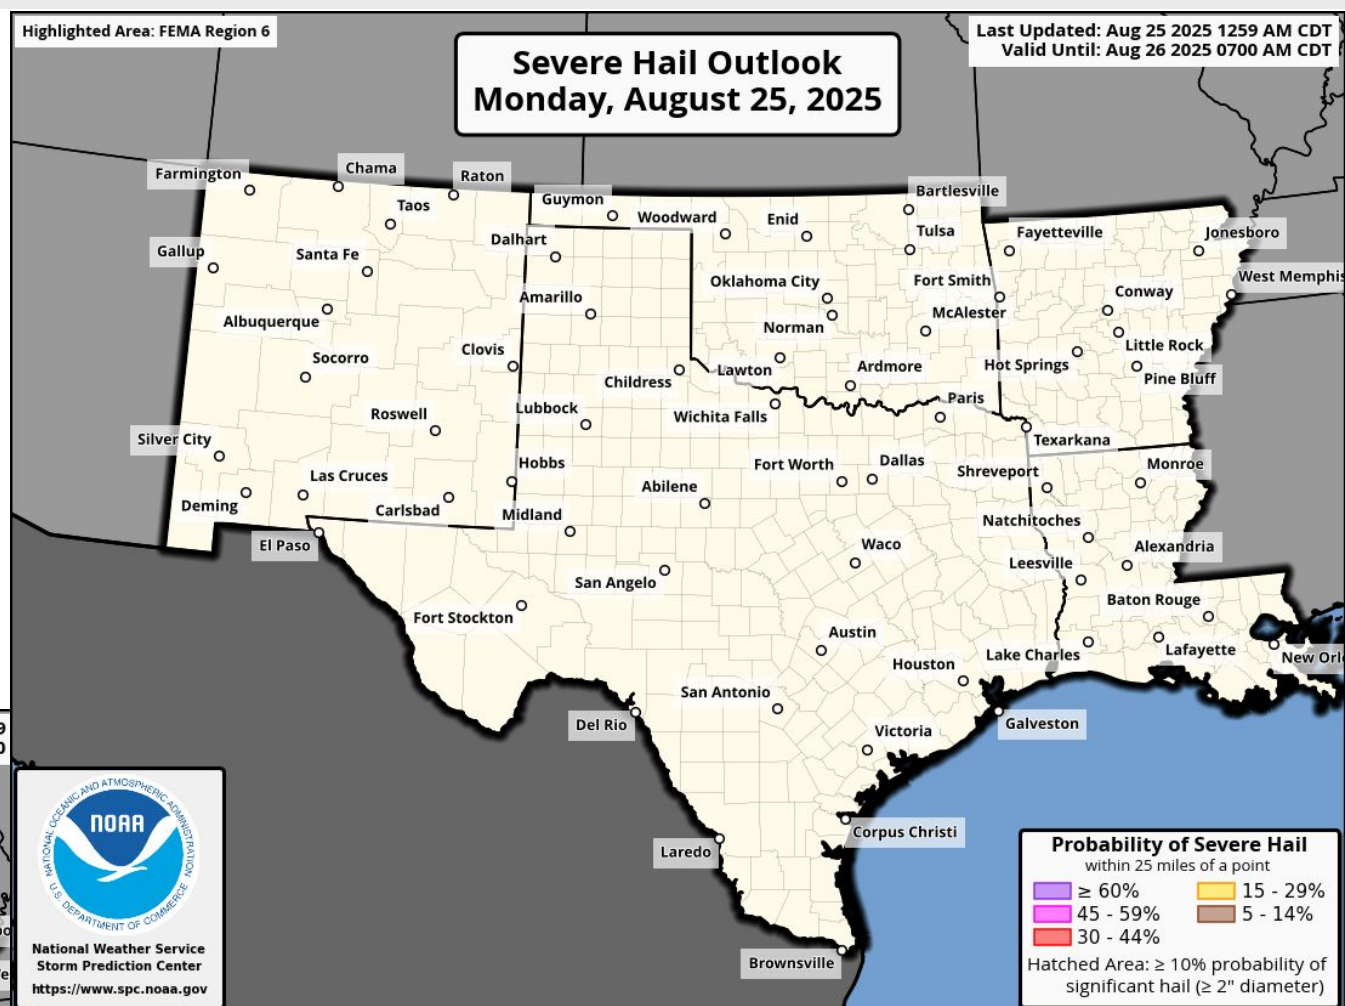 Highlighted Area: FEMA Region 6
Severe Hail Outlook
Monday, August 25, 2025
Last Updated: Aug 25 2025 1259 AM CDT
Valid Until: Aug 26 2025 0700 AM CDT
Farmington
Chama
Raton
Taos
Guymon
Woodward
Enid
Bartlesville
Gallup
Santa Fe
Dalhart
Tulsa
Fayetteville
Jonesboro
Albuquerque
Amarillo
Oklahoma City
Fort Smith
Conway
West Memphis
Norman
McAlester
Socorro
Clovis
Childress
Lawton
Ardmore
Hot Springs
Little Rock
Pine Bluff
Roswell
Lubbock
Wichita Falls
Paris
Silver City
Texarkana
Las Cruces
Hobbs
Abilene
Fort Worth
Dallas
Shreveport
Monroe
Deming
Carlsbad
Midland
Natchitoches
El Paso
San Angelo
Waco
Leesville
Alexandria
Fort Stockton
Baton Rouge
Austin
Houston
Lake Charles
Lafayette
New Orl
San Antonio
Del Rio
Victoria
Galveston
Corpus Christi
Laredo
Brownsville
9
0
NATIONAL OCEANIC AND ATMOSPHERIC ADMINISTRATION
NOAA
U.S. DEPARTMENT OF COMMERCE
National Weather Service
Storm Prediction Center
https://www.spc.noaa.gov
Probability of Severe Hail
within 25 miles of a point
≥ 60%
15 - 29%
45 - 59%
5 - 14%
30 - 44%
Hatched Area: ≥ 10% probability of
significant hail (≥ 2" diameter)